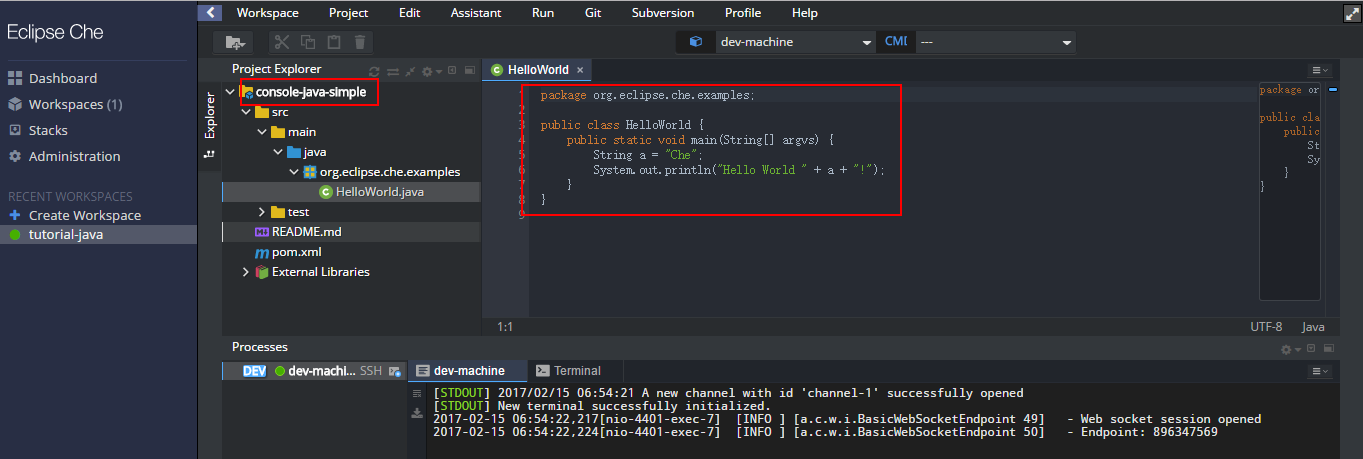 Eclipse Che
Dashboard
Workspaces (1)
Stacks
Administration
RECENT WORKSPACES
Create Workspace
tutorial-java
Workspace Project Edit Assistant Run Git Subversion Profile Help
dev-machine
CMD ---
Project Explorer
Explorer
console-java-simple
src
main
java
org.eclipse.che.examples
HelloWorld.java
test
README.md
pom.xml
External Libraries
HelloWorld ×
1 package org.eclipse.che.examples;
2
3 public class HelloWorld {
4 public static void main(String[] argvs) {
5 String a = "Che";
6 System.out.println("Hello World " + a + "!");
7 }
8 }
9
package or
public cla
public
St
Sy
}
}
1:1 UTF-8 Java
Processes
DEV dev-machi... SSH
dev-machine Terminal
[STDOUT] 2017/02/15 06:54:21 A new channel with id 'channel-1' successfully opened
[STDOUT] New terminal successfully initialized.
2017-02-15 06:54:22,217[nio-4401-exec-7] [INFO ] [a.c.w.i.BasicWebSocketEndpoint 49] - Web socket session opened
2017-02-15 06:54:22,224[nio-4401-exec-7] [INFO ] [a.c.w.i.BasicWebSocketEndpoint 50] - Endpoint: 896347569